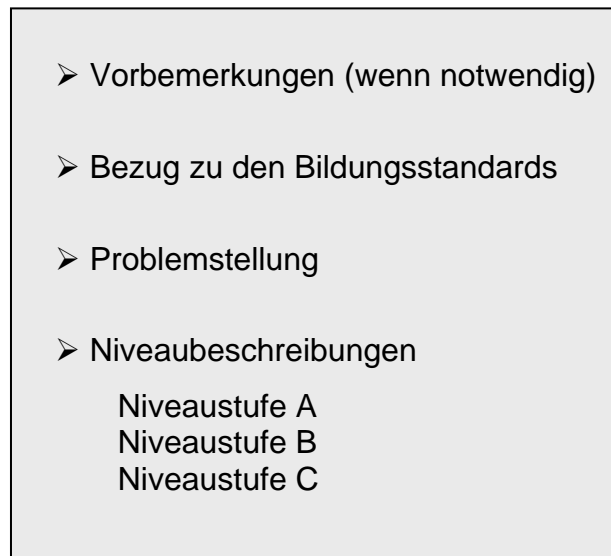 ➢ Vorbemerkungen (wenn notwendig)
➢ Bezug zu den Bildungsstandards
➢ Problemstellung
➢ Niveaubeschreibungen
Niveaustufe A
Niveaustufe B
Niveaustufe C